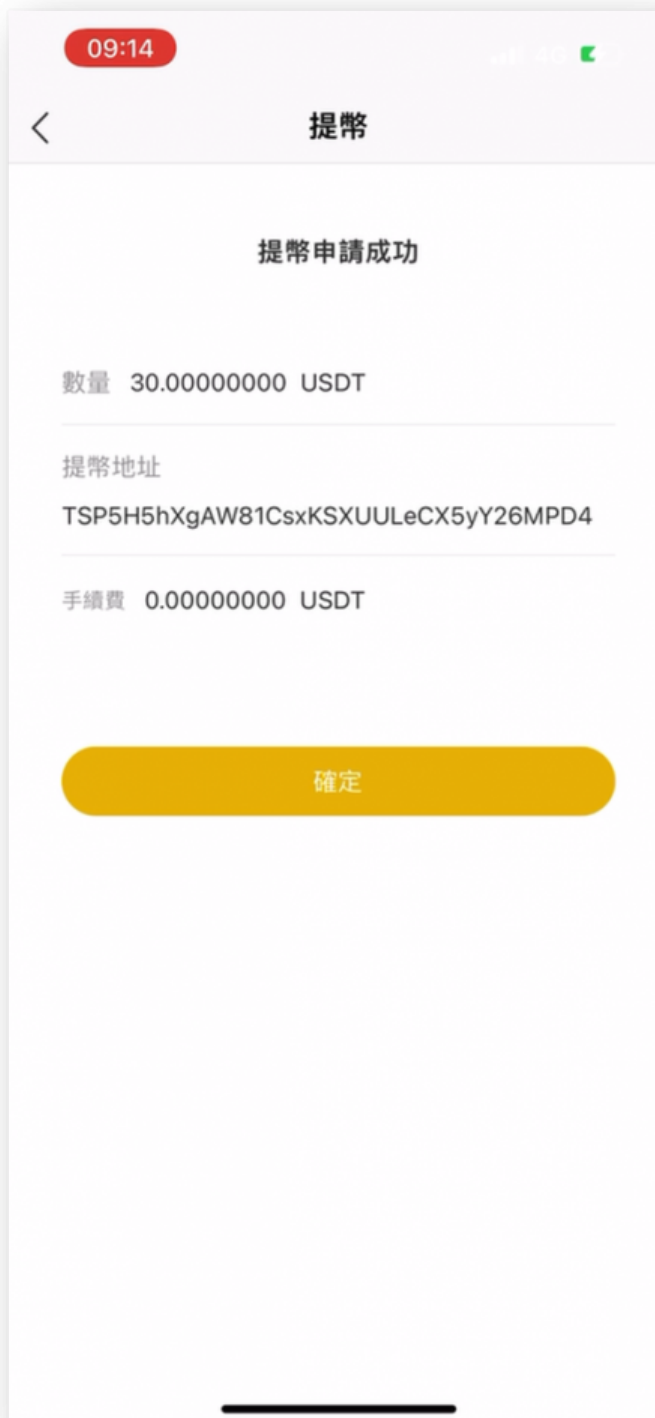 09:14
4G
提幣
提幣申請成功
數量 30.00000000 USDT
提幣地址
TSP5H5hXgAW81CsxKSXUULeCX5yY26MPD4
手續費 0.00000000 USDT
確定